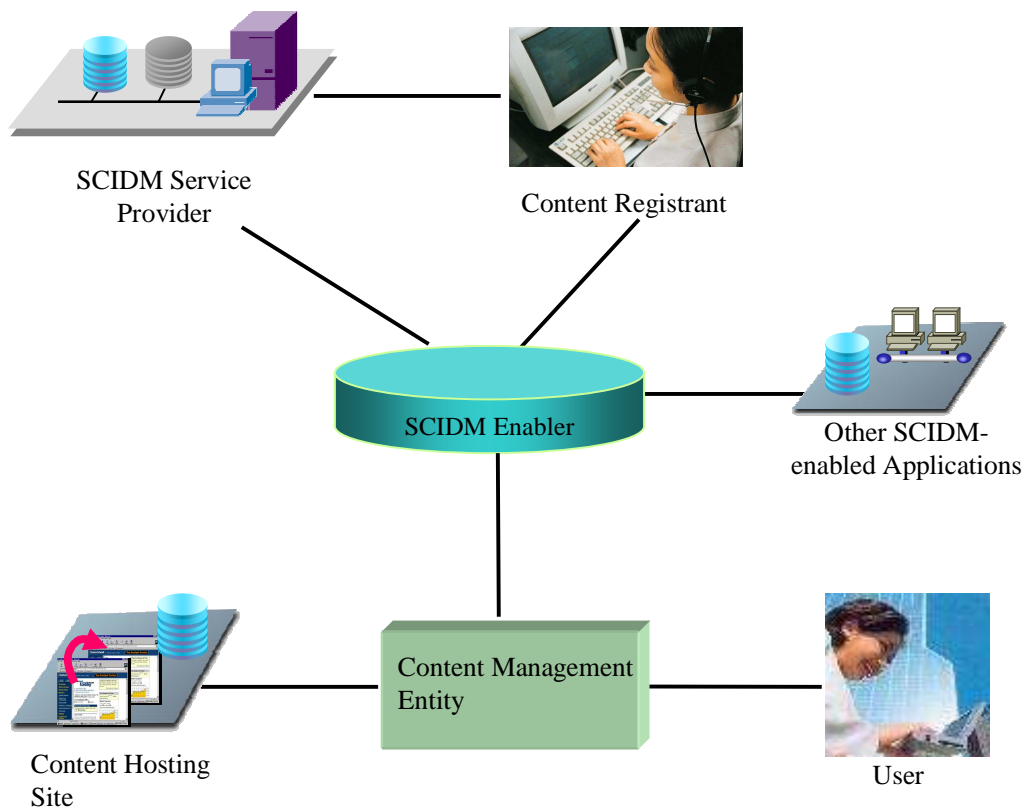 SCIDM Service
Provider
Content Registrant
SCIDM Enabler
Other SCIDM-
enabled Applications
Content Management
Entity
Content Hosting
Site
User